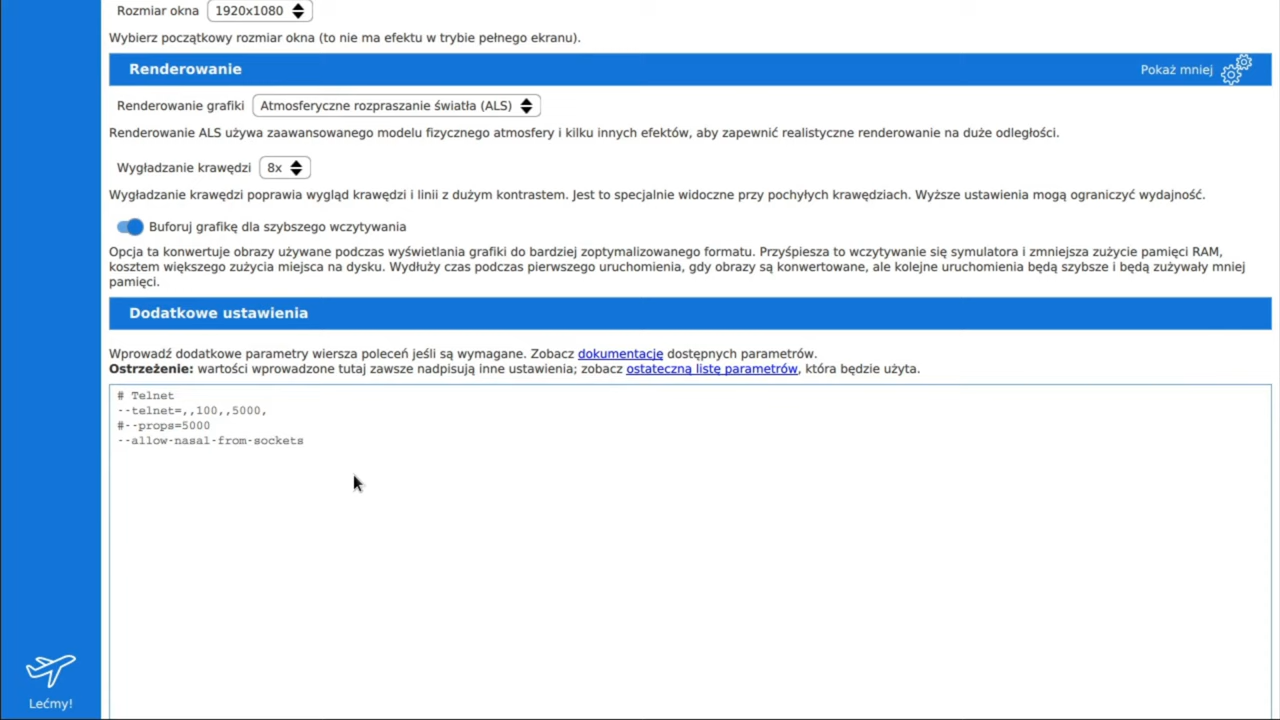 Rozmiar okna 1920x1080
Wybierz początkowy rozmiar okna (to nie ma efektu w trybie pełnego ekranu).
Renderowanie Pokaż mniej
Renderowanie grafiki Atmosferyczne rozpraszanie światła (ALS)
Renderowanie ALS używa zaawansowanego modelu fizycznego atmosfery i kilku innych efektów, aby zapewnić realistyczne renderowanie na duże odległości.
Wygładzanie krawędzi 8x
Wygładzanie krawędzi poprawia wygląd krawędzi i linii z dużym kontrastem. Jest to specjalnie widoczne przy pochyłych krawędziach. Wyższe ustawienia mogą ograniczyć wydajność.
Buforuj grafikę dla szybszego wczytywania
Opcja ta konwertuje obrazy używane podczas wyświetlania grafiki do bardziej zoptymalizowanego formatu. Przyśpiesza to wczytywanie się symulatora i zmniejsza zużycie pamięci RAM,
kosztem większego zużycia miejsca na dysku. Wydłuży czas podczas pierwszego uruchomienia, gdy obrazy są konwertowane, ale kolejne uruchomienia będą szybsze i będą zużywały mniej
pamięci.
Dodatkowe ustawienia
Wprowadź dodatkowe parametry wiersza poleceń jeśli są wymagane. Zobacz dokumentację dostępnych parametrów.
Ostrzeżenie: wartości wprowadzone tutaj zawsze nadpisują inne ustawienia; zobacz ostateczną listę parametrów, która będzie użyta.
# Telnet
--telnet=,,100,,5000,
#--props=5000
--allow-nasal-from-sockets
Lećmy!